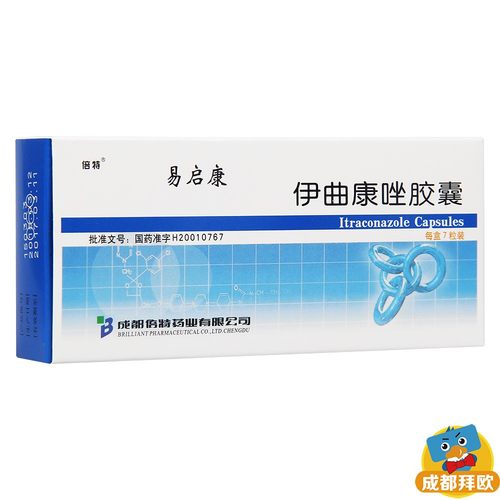 倍特®
易启康
伊曲康唑胶囊
Itraconazole Capsules
批准文号：国药准字H20010767
每盒7粒装
成都倍特药业有限公司
BRILLIANT PHARMACEUTICAL CO., LTD. CHENGDU
成都拜欧